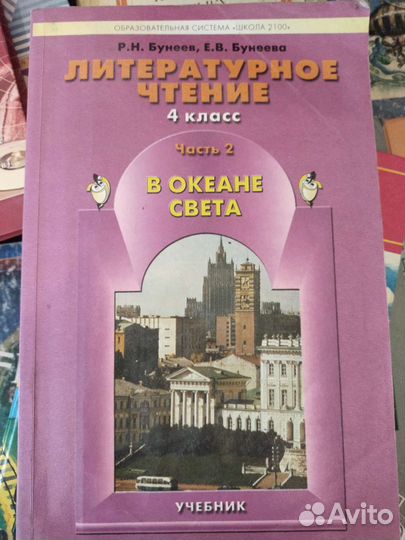 ОБРАЗОВАТЕЛЬНАЯ СИСТЕМА «ШКОЛА 2100»
Р.Н. Бунеев, Е.В. Бунеева
ЛИТЕРАТУРНОЕ
ЧТЕНИЕ
4 класс
Часть 2
В ОКЕАНЕ
СВЕТА
УЧЕБНИК
Avito